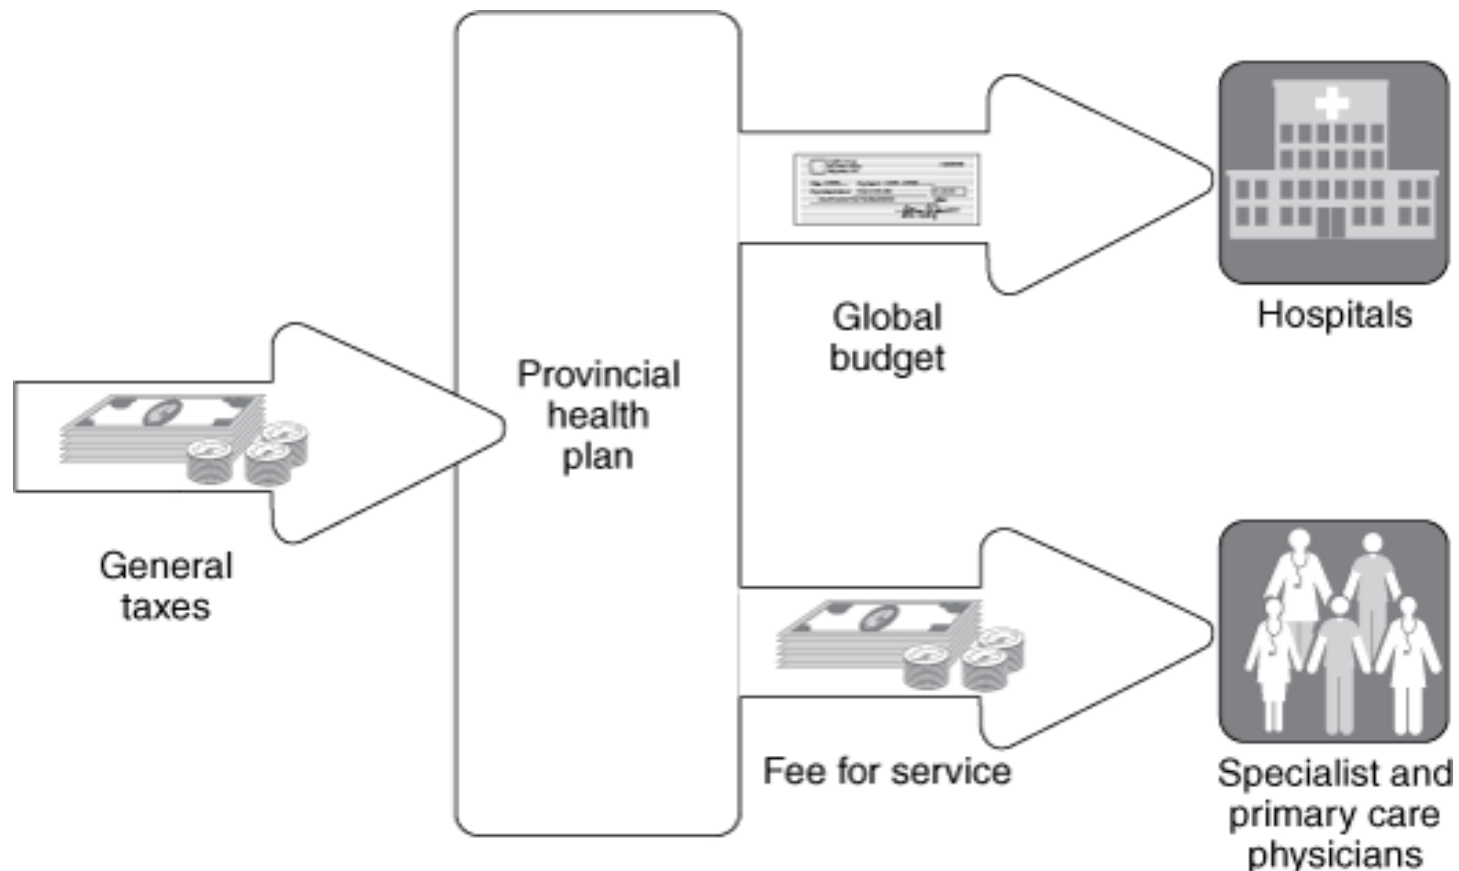 Provincial
health
plan
General
taxes
Global
budget
Hospitals
Fee for service
Specialist and
primary care
physicians